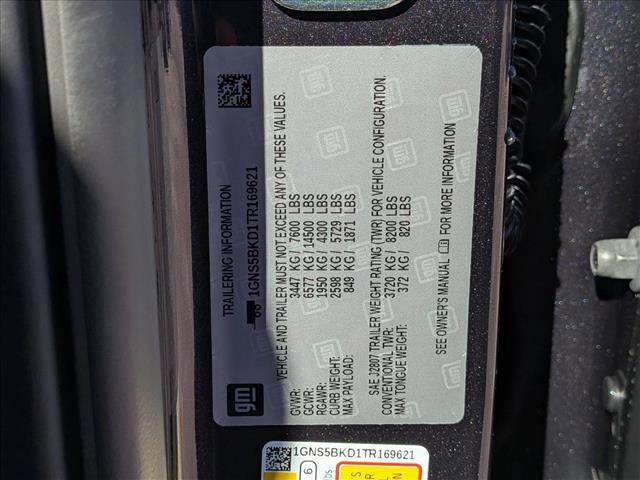 TRAILERING INFORMATION
1GNS5BKD1TR169621
VEHICLE AND TRAILER MUST NOT EXCEED ANY OF THESE VALUES.
GVWR: 3447 KG/ 7600 LBS
GCWR: 6577 KG/14500 LBS
RGAWR: 1950 KG/ 4300 LBS
CURB WEIGHT: 2598 KG/ 5729 LBS
MAX PAYLOAD: 849 KG/ 1871 LBS
SAE J2807 TRAILER WEIGHT RATING (TWR) FOR VEHICLE CONFIGURATION.
CONVENTIONAL TWR: 3720 KG/ 8200 LBS
MAX TONGUE WEIGHT: 372 KG/ 820 LBS
SEE OWNER'S MANUAL FOR MORE INFORMATION
gm
1GNS5BKD1TR169621
6